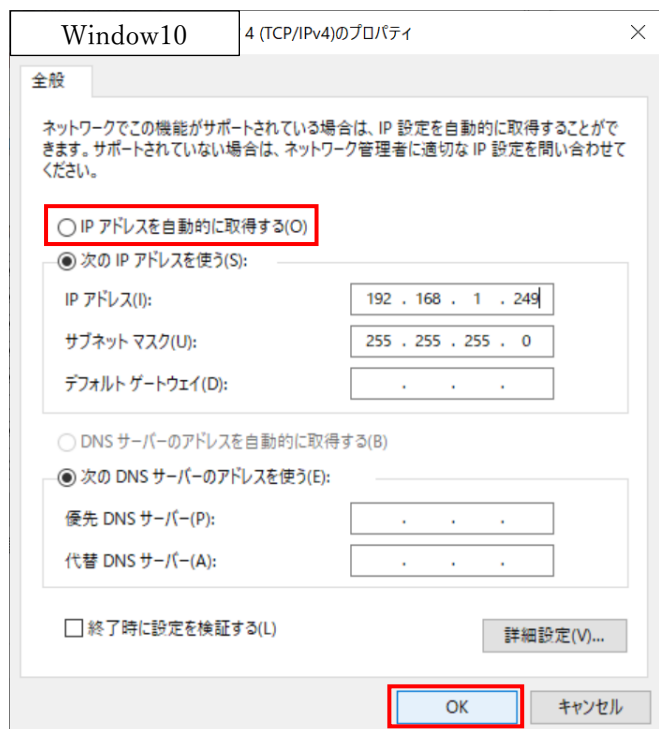 Window10 4 (TCP/IPv4)のプロパティ
全般
ネットワークでこの機能がサポートされている場合は、IP 設定を自動的に取得することがで
きます。サポートされていない場合は、ネットワーク管理者に適切な IP 設定を問い合わせて
ください。
IP アドレスを自動的に取得する(O)
次の IP アドレスを使う(S):
IP アドレス(I): 192 . 168 . 1 . 249
サブネット マスク(U): 255 . 255 . 255 . 0
デフォルト ゲートウェイ(D): . . .
DNS サーバーのアドレスを自動的に取得する(B)
次の DNS サーバーのアドレスを使う(E):
優先 DNS サーバー(P): . . .
代替 DNS サーバー(A): . . .
終了時に設定を検証する(L)
詳細設定(V)...
OK キャンセル